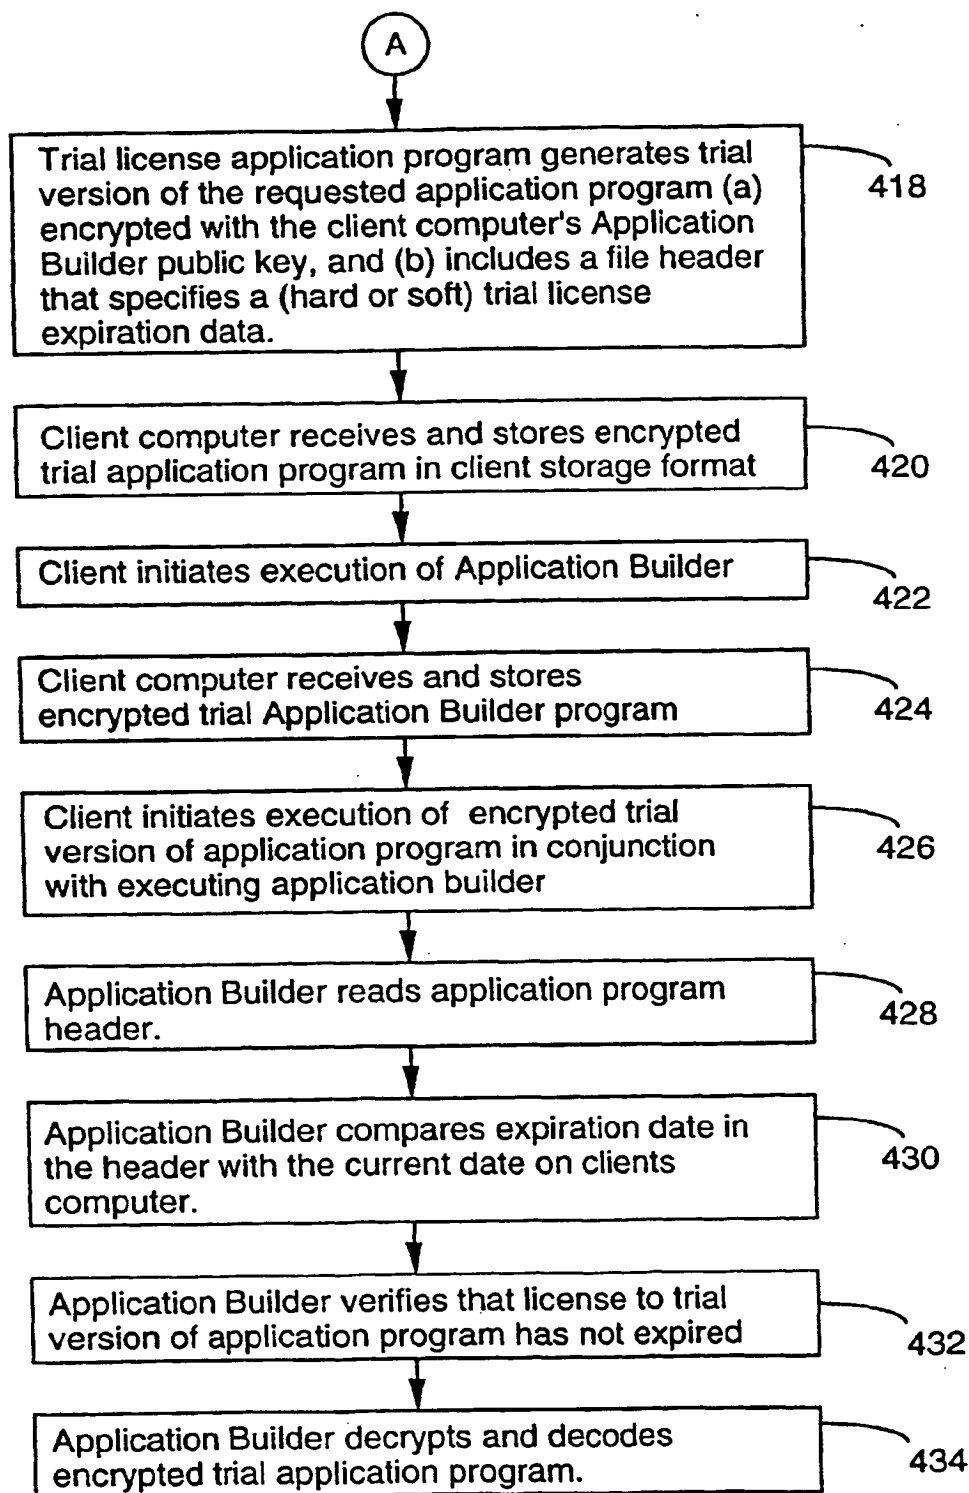 A
Trial license application program generates trial
version of the requested application program (a)
encrypted with the client computer's Application
Builder public key, and (b) includes a file header
that specifies a (hard or soft) trial license
expiration data.
418
Client computer receives and stores encrypted
trial application program in client storage format
420
Client initiates execution of Application Builder
422
Client computer receives and stores
encrypted trial Application Builder program
424
Client initiates execution of encrypted trial
version of application program in conjunction
with executing application builder
426
Application Builder reads application program
header.
428
Application Builder compares expiration date in
the header with the current date on clients
computer.
430
Application Builder verifies that license to trial
version of application program has not expired
432
Application Builder decrypts and decodes
encrypted trial application program.
434